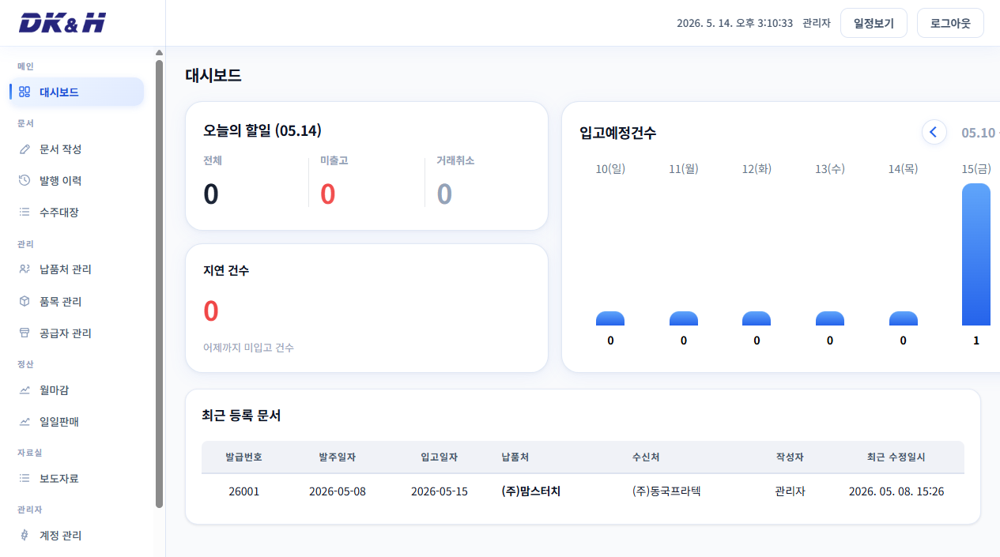 DK&H
2026. 5. 14. 오후 3:10:33 관리자 일정보기 로그아웃
메인
대시보드
문서
문서 작성
발행 이력
수주대장
관리
납품처 관리
품목 관리
공급자 관리
정산
월마감
일일판매
자료실
보도자료
관리자
계정 관리
대시보드
오늘의 할일 (05.14)
전체 미출고 거래취소
0 0 0
지연 건수
0
어제까지 미입고 건수
입고예정건수
05.10
10(일) 11(월) 12(화) 13(수) 14(목) 15(금)
0 0 0 0 0 1
최근 등록 문서
발급번호 발주일자 입고일자 납품처 수신처 작성자 최근 수정일시
26001 2026-05-08 2026-05-15 (주)맘스터치 (주)동국프라텍 관리자 2026. 05. 08. 15:26